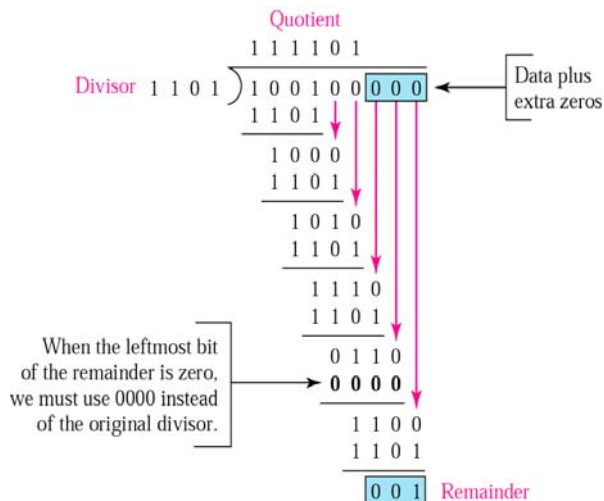 Quotient
1 1 1 1 0 1
Divisor 1 1 0 1 1 0 0 1 0 0 0 0 0
Data plus
extra zeros
1 1 0 1
1 0 0 0
1 1 0 1
1 0 1 0
1 1 0 1
1 1 1 0
1 1 0 1
When the leftmost bit
of the remainder is zero,
we must use 0000 instead
of the original divisor.
0 1 1 0
0 0 0 0
1 1 0 0
1 1 0 1
0 0 1 Remainder